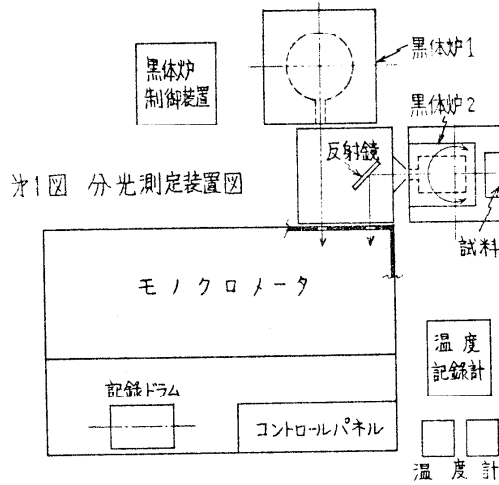 黒体炉1
黒体炉
制御装置
黒体炉2
反射鏡
才1図 分光測定装置図
試料
モノクロメータ
温度
記録計
記録ドラム
コントロールパネル
温度計